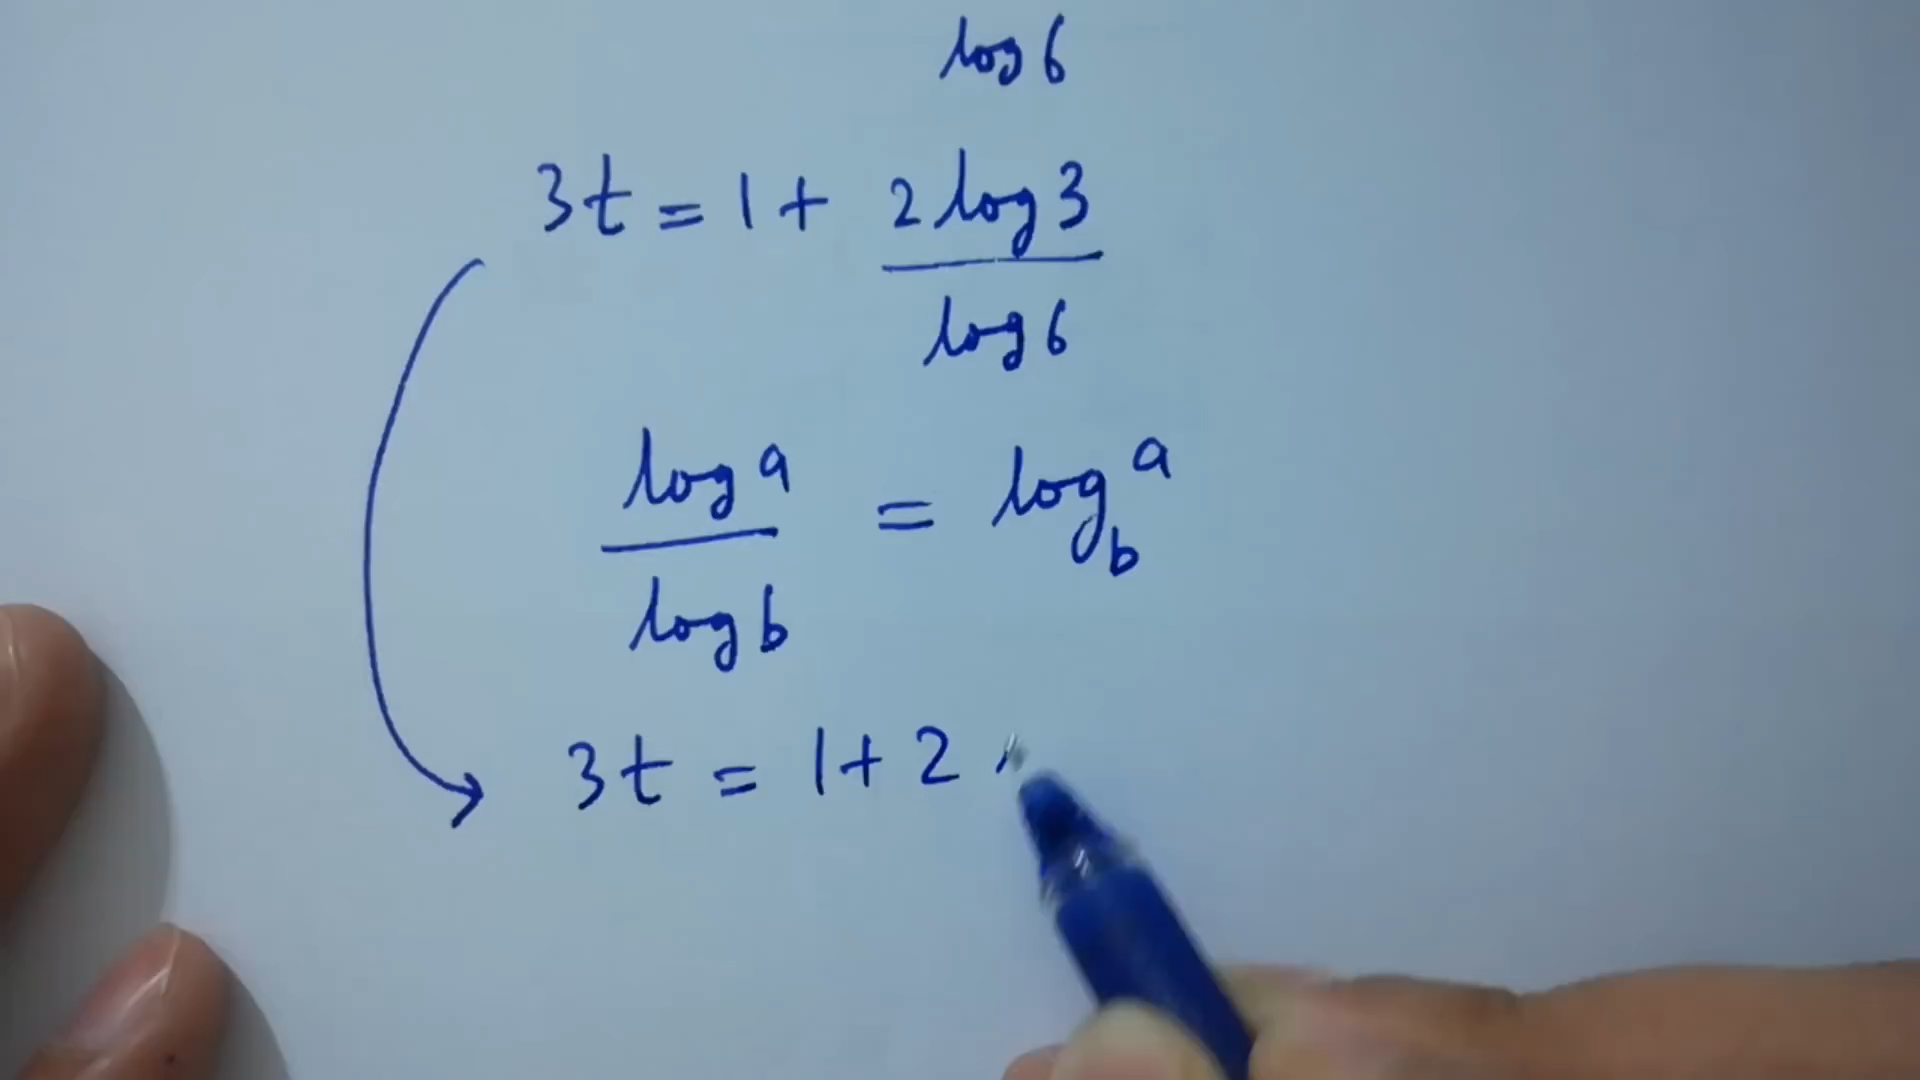 log 6
3t = 1 + 2 log 3
log 6
log a = log_b a
log b
3t = 1 + 2